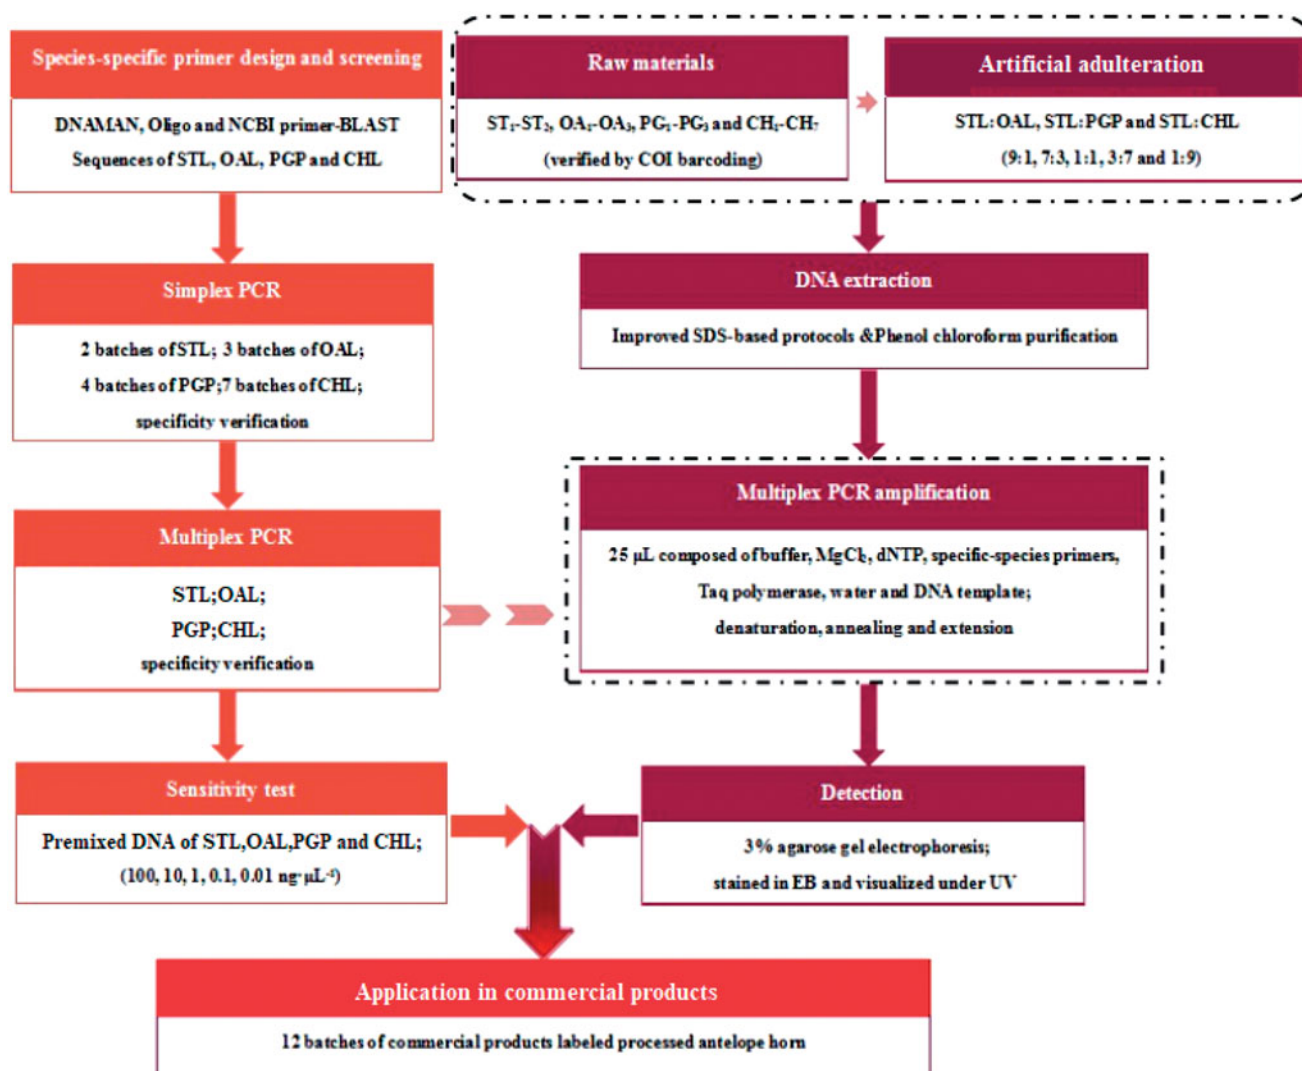 Species-specific primer design and screening
DNAMAN, Oligo and NCBI primer-BLAST
Sequences of STL, OAL, PGP and CHL
Raw materials
ST₁-ST₂, OA₁-OA₃, PG₁-PG₃ and CH₁-CH₇
(verified by COI barcoding)
Artificial adulteration
STL:OAL, STL:PGP and STL:CHL
(9:1, 7:3, 1:1, 3:7 and 1:9)
Simplex PCR
2 batches of STL; 3 batches of OAL;
4 batches of PGP;7 batches of CHL;
specificity verification
DNA extraction
Improved SDS-based protocols &Phenol chloroform purification
Multiplex PCR
STL;OAL;
PGP;CHL;
specificity verification
Multiplex PCR amplification
25 μL composed of buffer, MgCl₂, dNTP, specific-species primers,
Taq polymerase, water and DNA template;
denaturation, annealing and extension
Sensitivity test
Premixed DNA of STL,OAL,PGP and CHL;
(100, 10, 1, 0.1, 0.01 ng·μL⁻¹)
Detection
3% agarose gel electrophoresis;
stained in EB and visualized under UV
Application in commercial products
12 batches of commercial products labeled processed antelope horn